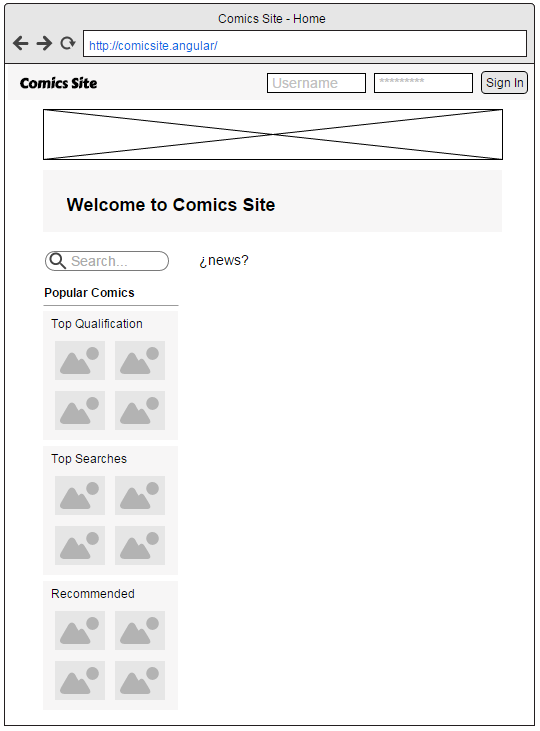 Comics Site - Home
http://comicsite.angular/
Comics Site
Username
*********
Sign In
Welcome to Comics Site
Search...
¿news?
Popular Comics
Top Qualification
Top Searches
Recommended